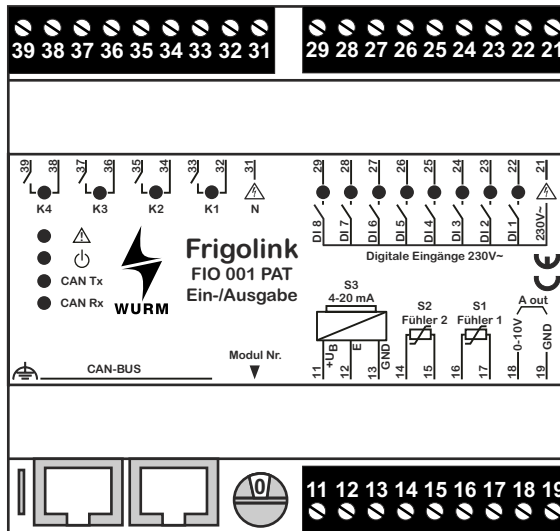 39 38 37 36 35 34 33 32 31
29 28 27 26 25 24 23 22 21
39 38 37 36 35 34 33 32 31
K4 K3 K2 K1 N
29 28 27 26 25 24 23 22 21
DI 8 DI 7 DI 6 DI 5 DI 4 DI 3 DI 2 DI 1 230V~
Digitale Eingänge 230V~
CAN Tx
CAN Rx
WURM
Frigolink
FIO 001 PAT
Ein-/Ausgabe
CE
S3
4-20 mA
S2
Fühler 2
S1
Fühler 1
A out
+UB E GND
0-10V GND
11 12 13 14 15 16 17 18 19
CAN-BUS
Modul Nr.
0
11 12 13 14 15 16 17 18 19